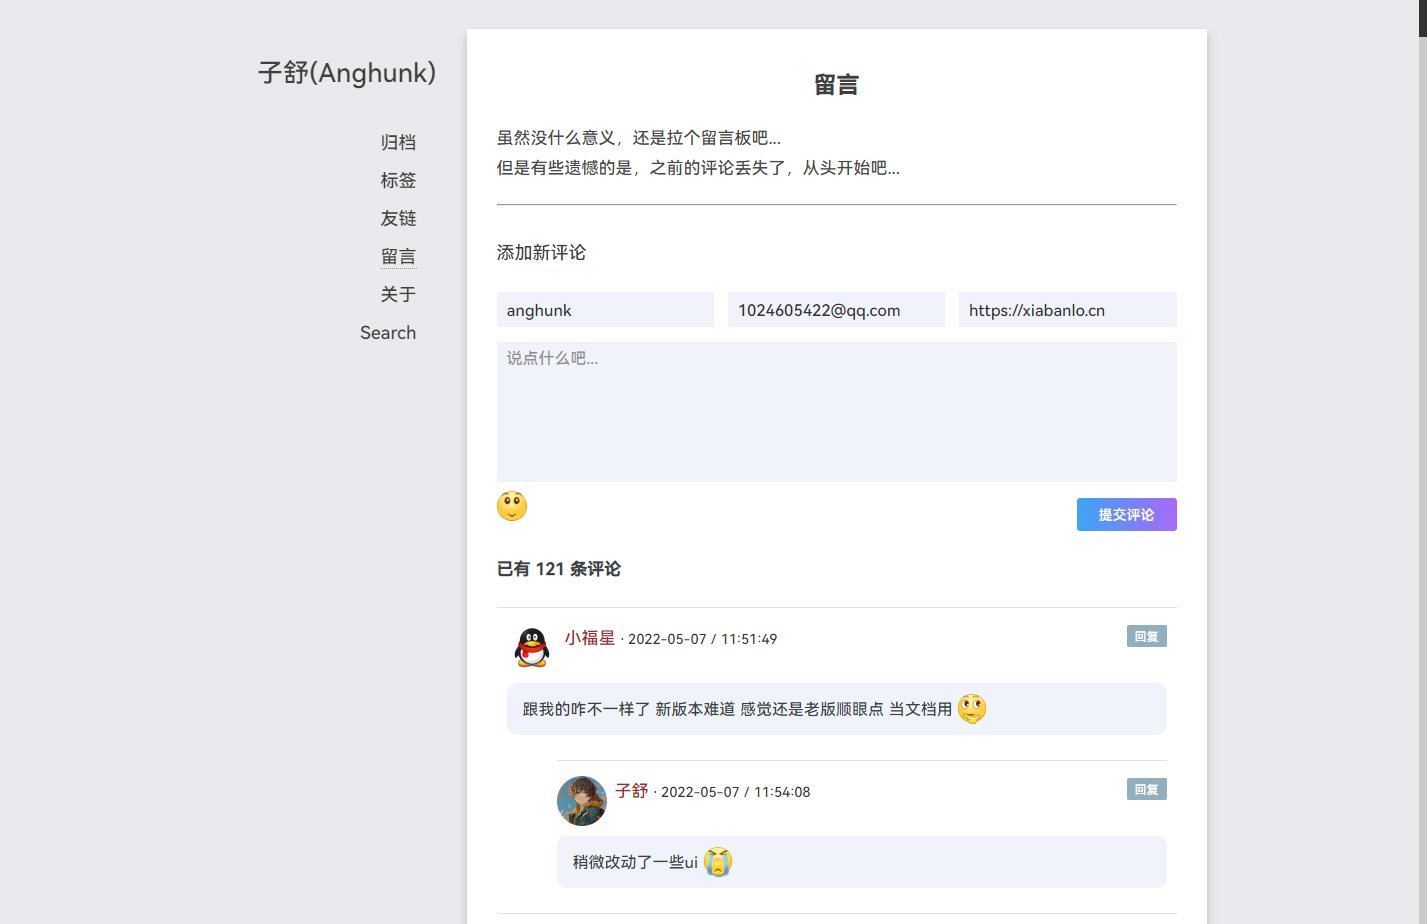 子舒(Anghunk)
归档
标签
友链
留言
关于
Search
留言
虽然没什么意义，还是拉个留言板吧...
但是有些遗憾的是，之前的评论丢失了，从头开始吧...
添加新评论
anghunk
1024605422@qq.com
https://xiabanlo.cn
说点什么吧...
提交评论
已有 121 条评论
小福星 · 2022-05-07 / 11:51:49
回复
跟我的咋不一样了 新版本难道 感觉还是老版顺眼点 当文档用
子舒 · 2022-05-07 / 11:54:08
回复
稍微改动了一些ui